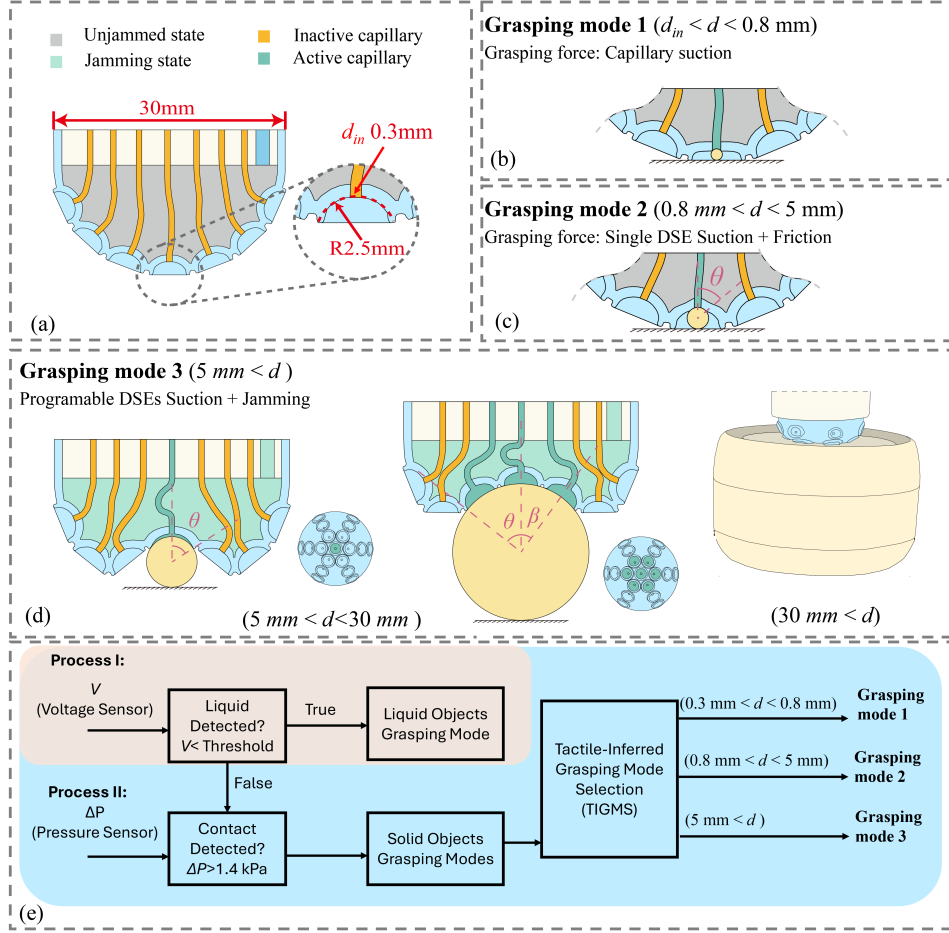 (a)
Unjammed state
Jamming state
Inactive capillary
Active capillary
30mm
d_in 0.3mm
R2.5mm
Grasping mode 1 (d_in < d < 0.8 mm)
Grasping force: Capillary suction
(b)
Grasping mode 2 (0.8 mm < d < 5 mm)
Grasping force: Single DSE Suction + Friction
θ
(c)
Grasping mode 3 (5 mm < d )
Programable DSEs Suction + Jamming
θ
θ
β
(d)
(5 mm < d<30 mm )
(30 mm < d)
Process I:
V
(Voltage Sensor)
Liquid
Detected?
V< Threshold
True
Liquid Objects
Grasping Mode
False
Process II:
ΔP
(Pressure Sensor)
Contact
Detected?
ΔP>1.4 kPa
Solid Objects
Grasping Modes
Tactile-Inferred
Grasping Mode
Selection
(TIGMS)
(0.3 mm < d < 0.8 mm)
Grasping
mode 1
(0.8 mm < d < 5 mm)
Grasping
mode 2
(5 mm < d )
Grasping
mode 3
(e)